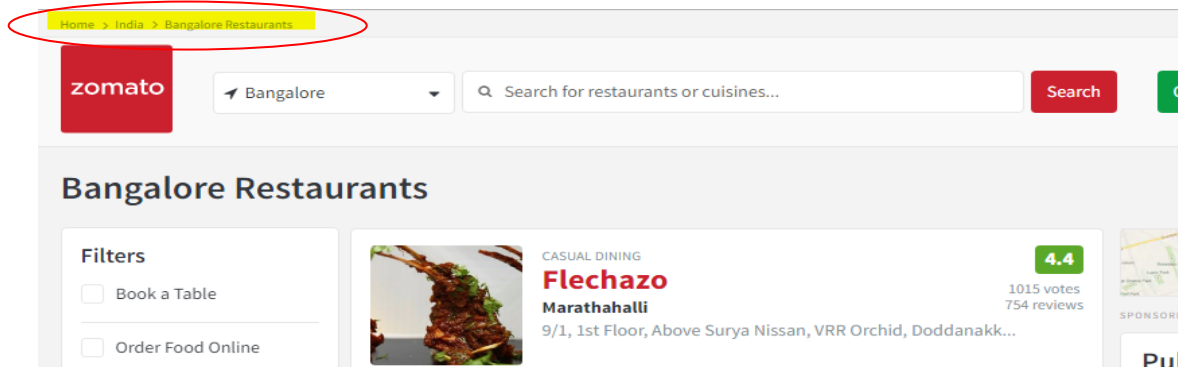 Home > India > Bangalore Restaurants
zomato
Bangalore
Search for restaurants or cuisines...
Search
Bangalore Restaurants
Filters
Book a Table
Order Food Online
CASUAL DINING
Flechazo
Marathahalli
9/1, 1st Floor, Above Surya Nissan, VRR Orchid, Doddanakk...
4.4
1015 votes
754 reviews